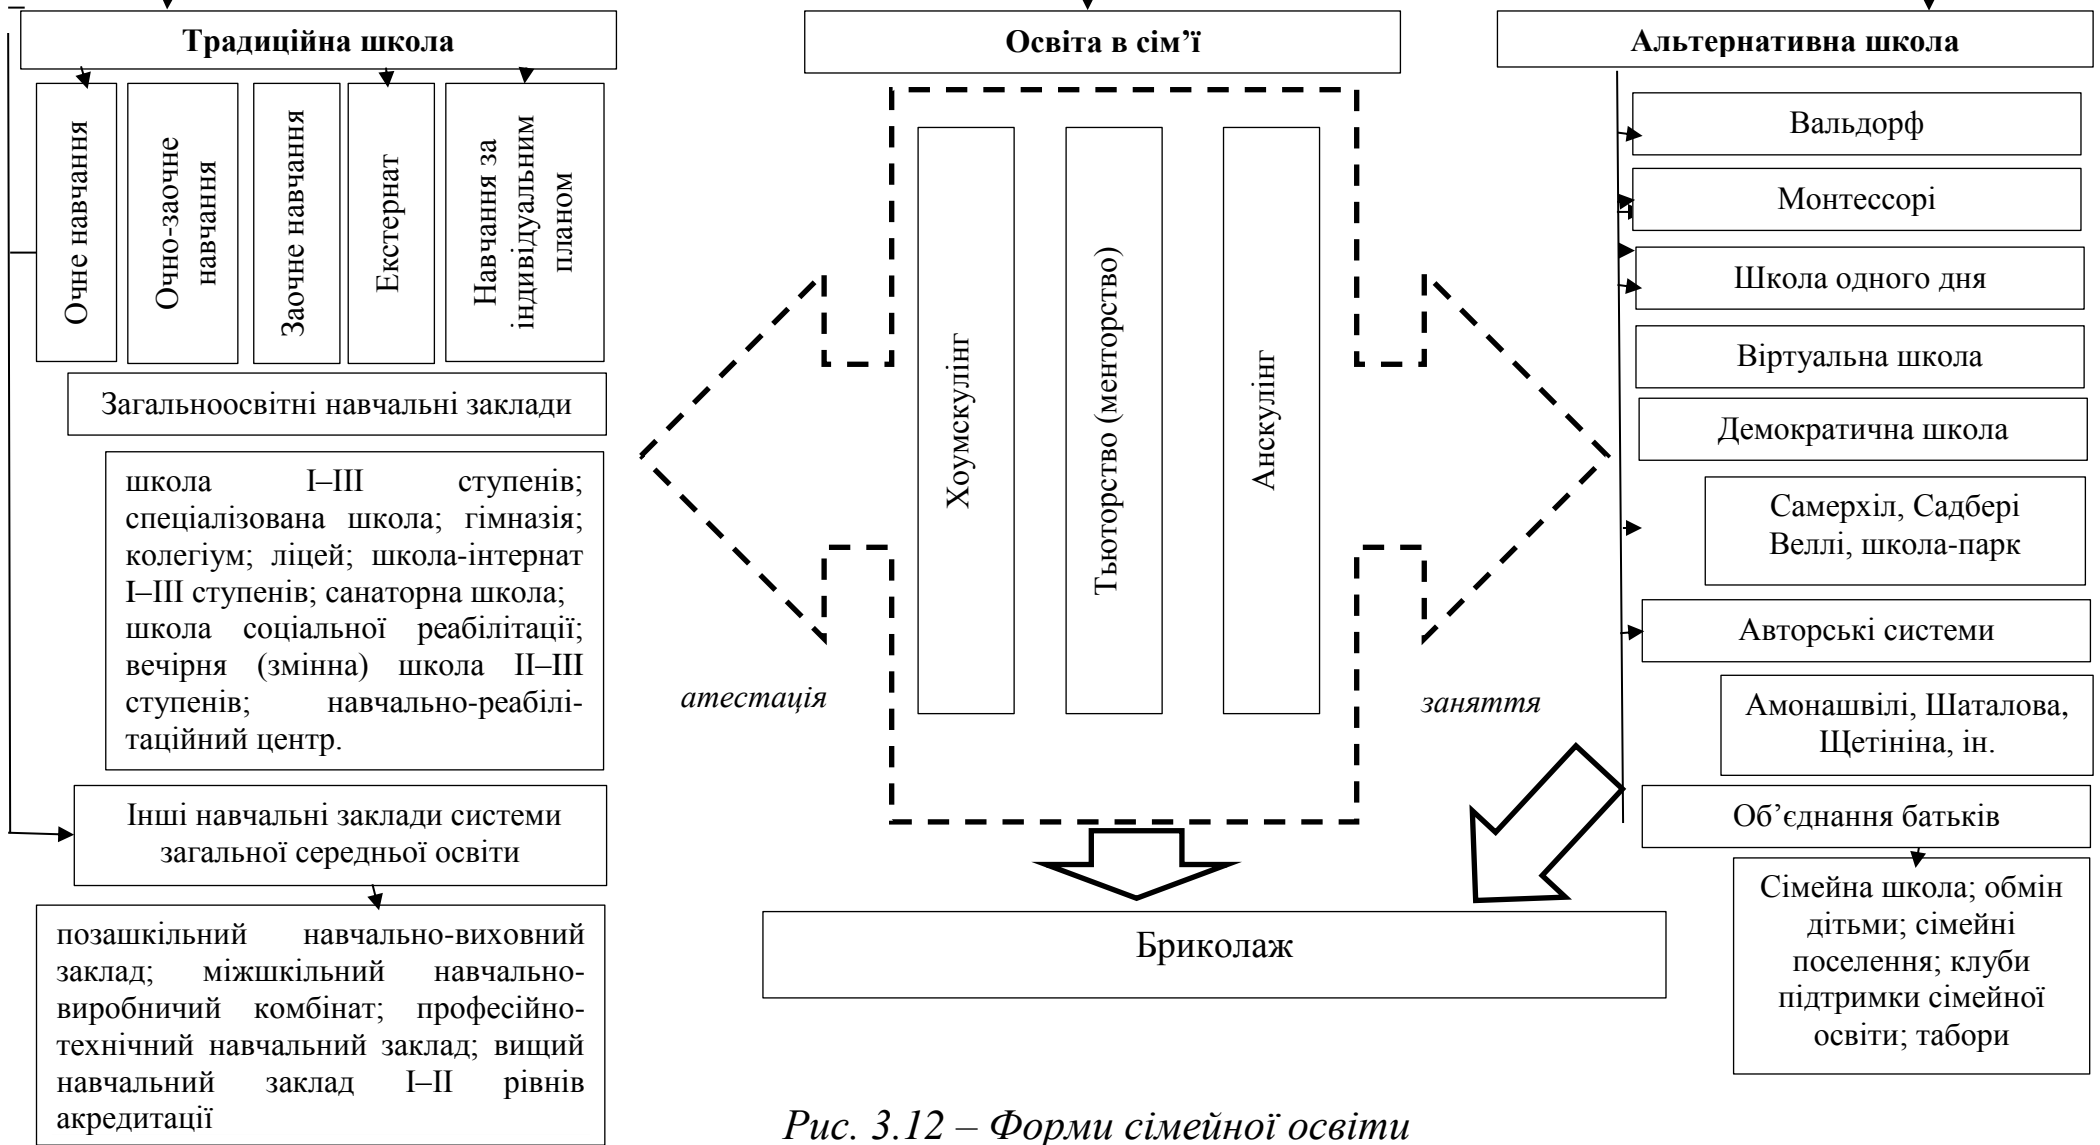 Традиційна школа
Очне навчання
Очно-заочне
навчання
Заочне навчання
Екстернат
Навчання за
індивідуальним
планом
Загальноосвітні навчальні заклади
школа І–ІІІ ступенів;
спеціалізована школа; гімназія;
колегіум; ліцей; школа-інтернат
І–ІІІ ступенів; санаторна школа;
школа соціальної реабілітації;
вечірня (змінна) школа ІІ–ІІІ
ступенів; навчально-реабілі-
таційний центр.
Інші навчальні заклади системи
загальної середньої освіти
позашкільний навчально-виховний
заклад; міжшкільний навчально-
виробничий комбінат; професійно-
технічний навчальний заклад; вищий
навчальний заклад І–ІІ рівнів
акредитації
Освіта в сім’ї
Хоумскулінг
Тьюторство (менторство)
Анскулінг
атестація
заняття
Бриколаж
Альтернативна школа
Вальдорф
Монтессорі
Школа одного дня
Віртуальна школа
Демократична школа
Самерхіл, Садбері
Веллі, школа-парк
Авторські системи
Амонашвілі, Шаталова,
Щетініна, ін.
Об’єднання батьків
Сімейна школа; обмін
дітьми; сімейні
поселення; клуби
підтримки сімейної
освіти; табори
Рис. 3.12 – Форми сімейної освіти